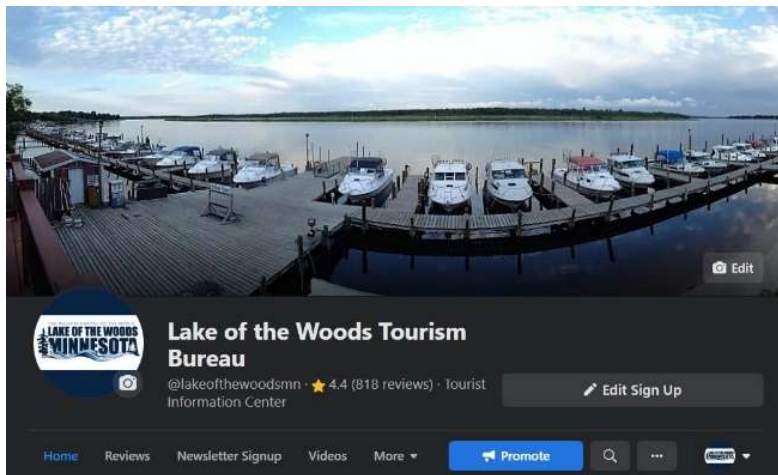 Edit
LAKE OF THE WOODS
MINNESOTA
Lake of the Woods Tourism
Bureau
@lakeofthewoodsmn · 4.4 (818 reviews) · Tourist
Information Center
Edit Sign Up
Home Reviews Newsletter Signup Videos More Promote